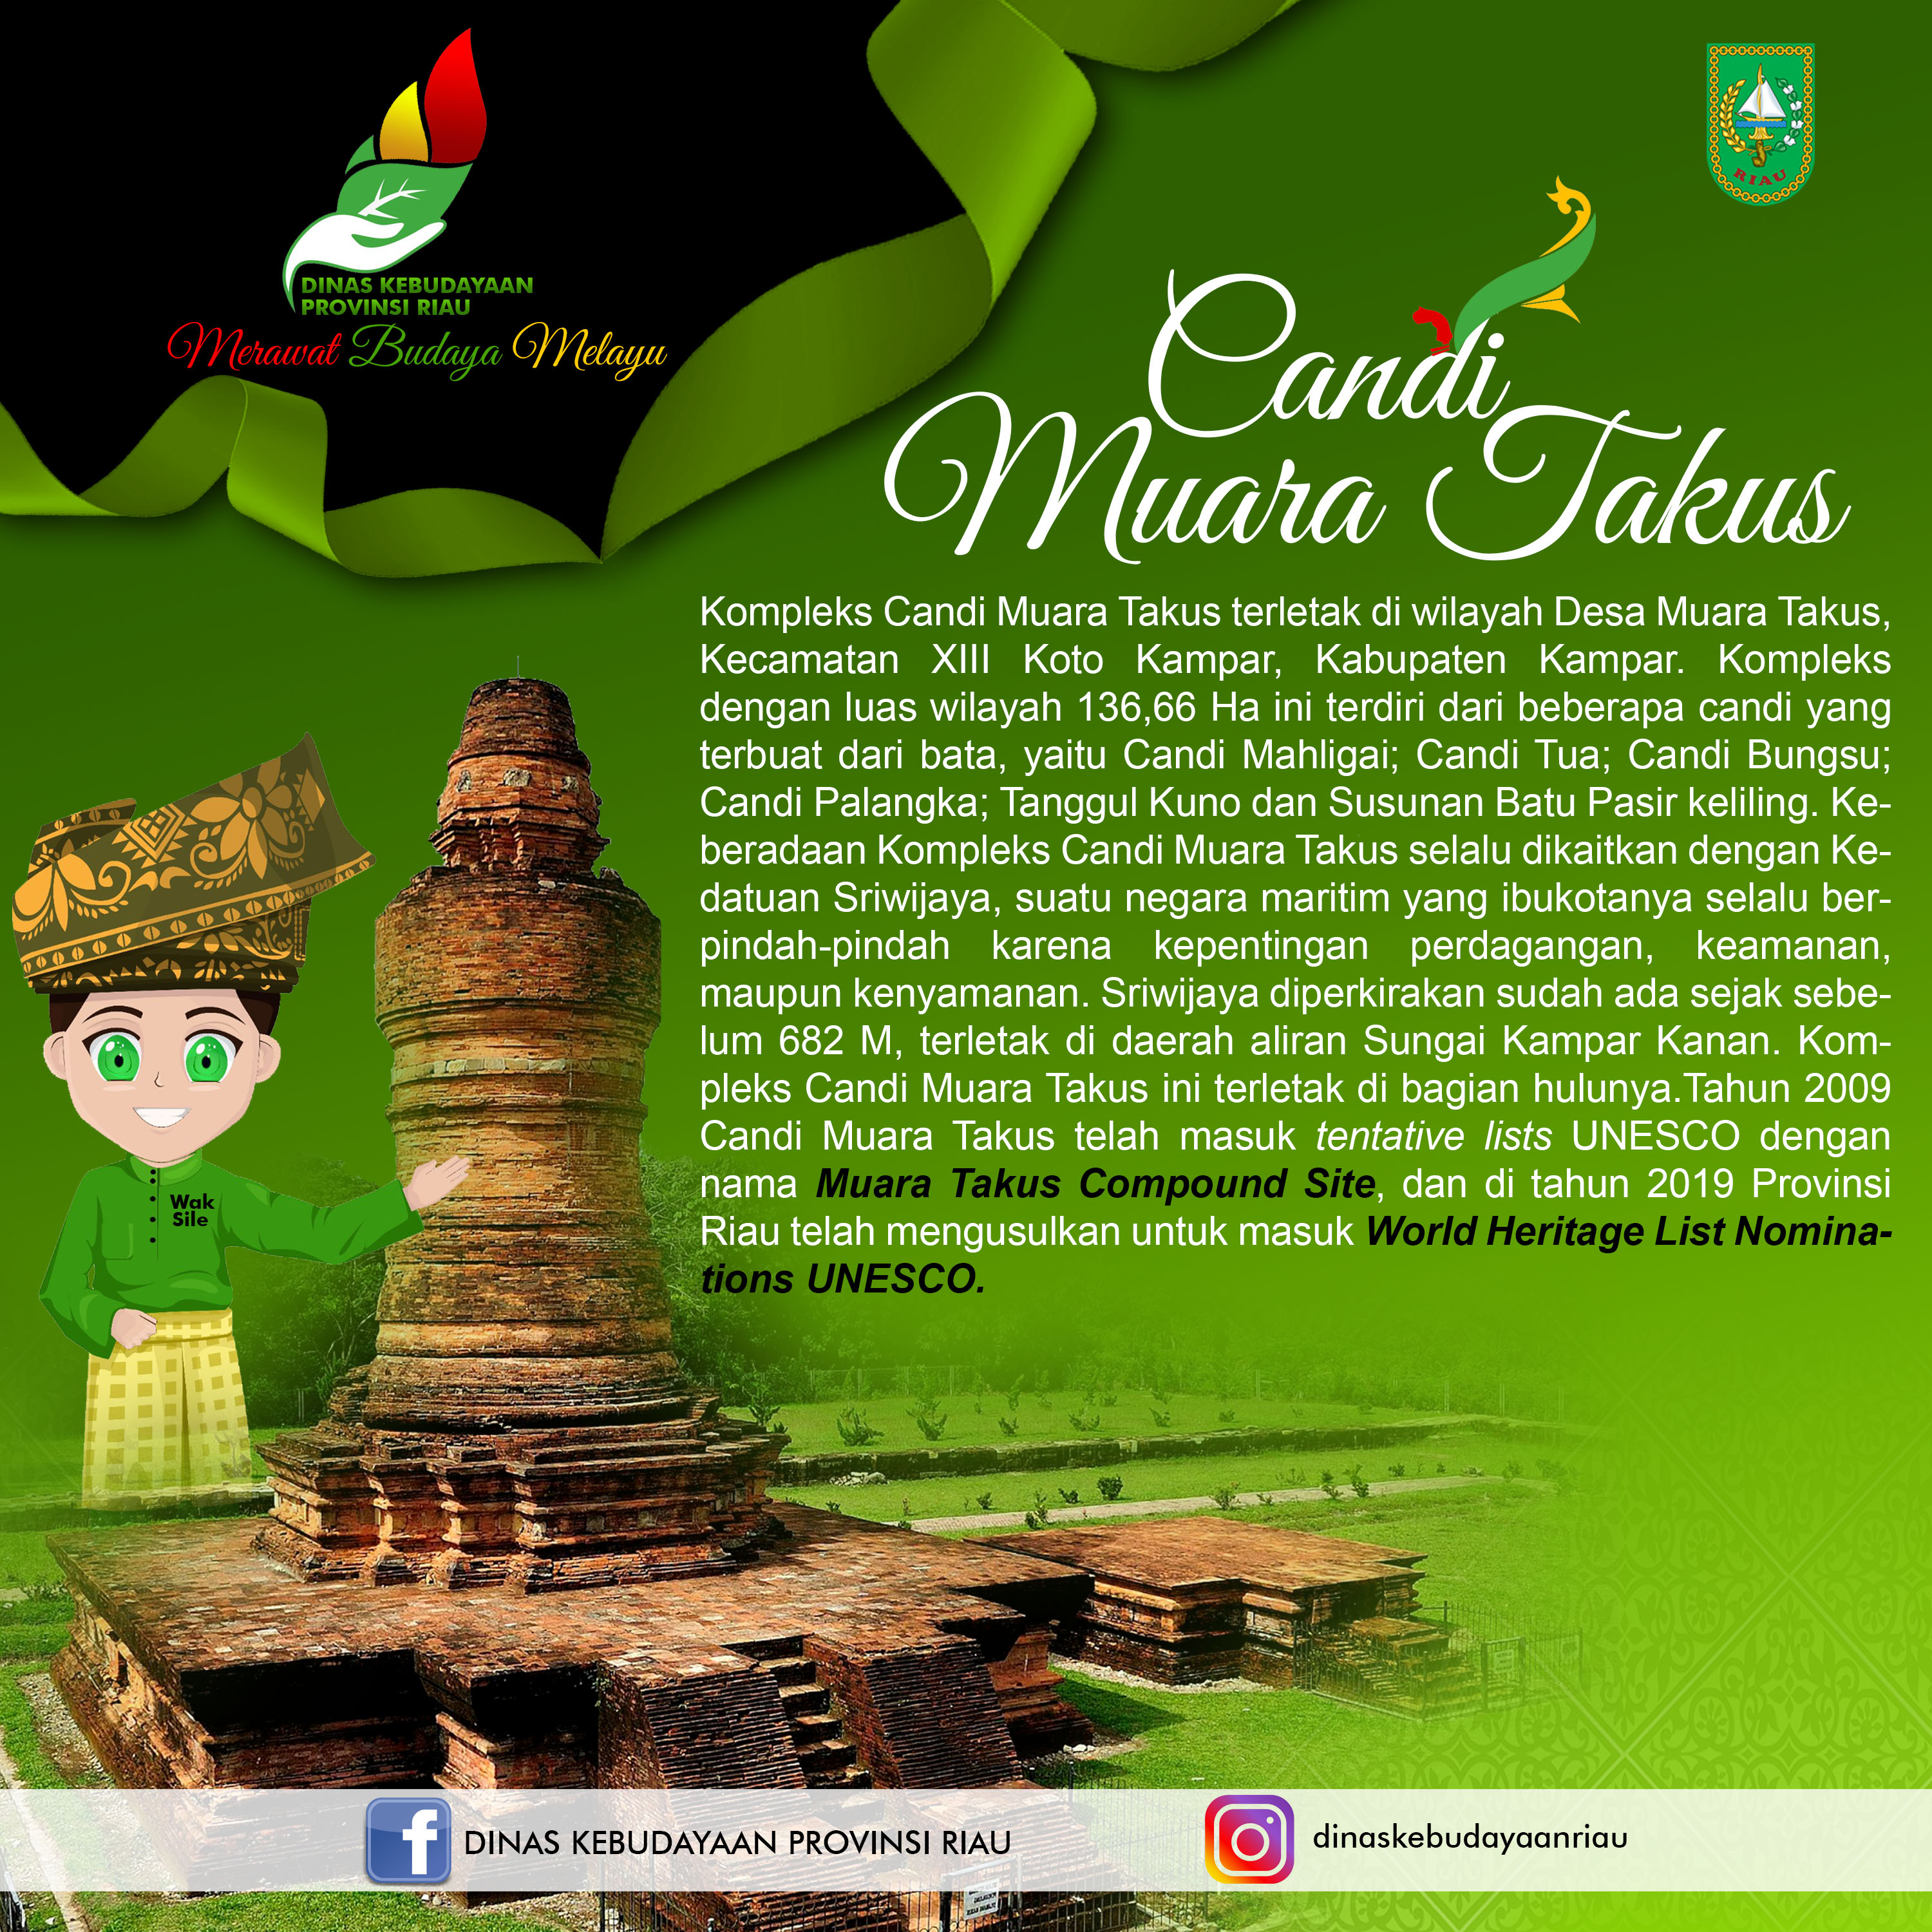 DINAS KEBUDAYAAN
PROVINSI RIAU
Merawat Budaya Melayu
RIAU
Candi
Muara Takus
Kompleks Candi Muara Takus terletak di wilayah Desa Muara Takus,
Kecamatan XIII Koto Kampar, Kabupaten Kampar. Kompleks
dengan luas wilayah 136,66 Ha ini terdiri dari beberapa candi yang
terbuat dari bata, yaitu Candi Mahligai; Candi Tua; Candi Bungsu;
Candi Palangka; Tanggul Kuno dan Susunan Batu Pasir keliling. Ke-
beradaan Kompleks Candi Muara Takus selalu dikaitkan dengan Ke-
datuan Sriwijaya, suatu negara maritim yang ibukotanya selalu ber-
pindah-pindah karena kepentingan perdagangan, keamanan,
maupun kenyamanan. Sriwijaya diperkirakan sudah ada sejak sebe-
lum 682 M, terletak di daerah aliran Sungai Kampar Kanan. Kom-
pleks Candi Muara Takus ini terletak di bagian hulunya.Tahun 2009
Candi Muara Takus telah masuk tentative lists UNESCO dengan
nama Muara Takus Compound Site, dan di tahun 2019 Provinsi
Riau telah mengusulkan untuk masuk World Heritage List Nomina-
tions UNESCO.
Wak
Sile
DINAS KEBUDAYAAN PROVINSI RIAU
dinaskebudayaanriau